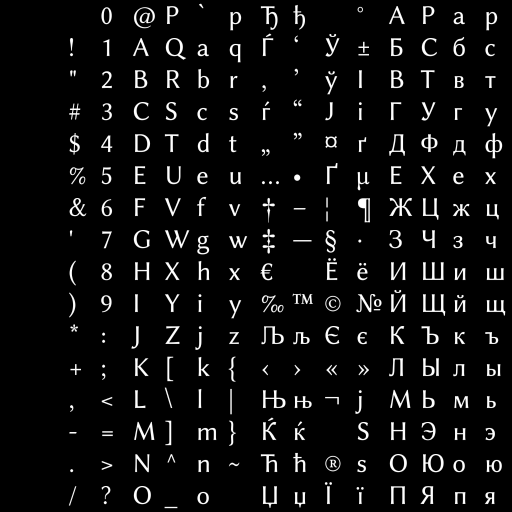 0 @ P ` p Ђ ђ ° А Р а р
! 1 A Q a q Ѓ ‘ Ў ± Б С б с
" 2 B R b r ‚ ’ ў І В Т в т
# 3 C S c s ѓ “ Ј і Г У г у
$ 4 D T d t „ ” ¤ ґ Д Ф д ф
% 5 E U e u … • Ґ µ Е Х е х
& 6 F V f v † – ¦ ¶ Ж Ц ж ц
' 7 G W g w ‡ — § · З Ч з ч
( 8 H X h x € Ё ё И Ш и ш
) 9 I Y i y ‰ ™ © № Й Щ й щ
* : J Z j z Љ љ Є є К Ъ к ъ
+ ; K [ k { ‹ › « » Л Ы л ы
, < L \ l | Њ њ ¬ ј М Ь м ь
- = M ] m } Ќ ќ Ѕ Н Э н э
. > N ^ n ~ Ћ ћ ® ѕ О Ю о ю
/ ? O _ o Џ џ Ї ї П Я п я